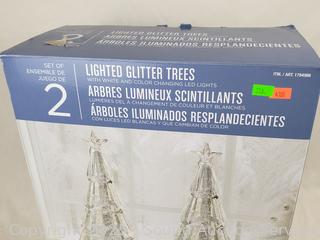 LIGHTED GLITTER TREES
ARBRES LUMINEUX SCINTILLANTS
ÁRBOLES ILUMINADOS RESPLANDECIENTES
SET OF
ENSEMBLE DE
JUEGO DE
2
LIGHTED GLITTER TREES
WITH WHITE AND COLOR CHANGING LED LIGHTS
ARBRES LUMINEUX SCINTILLANTS
LUMIÈRES DEL À CHANGEMENT DE COULEUR ET BLANCHES
ÁRBOLES ILUMINADOS RESPLANDECIENTES
CON LUCES LED BLANCAS Y QUE CAMBIAN DE COLOR
ITM. / ART.
Copyright